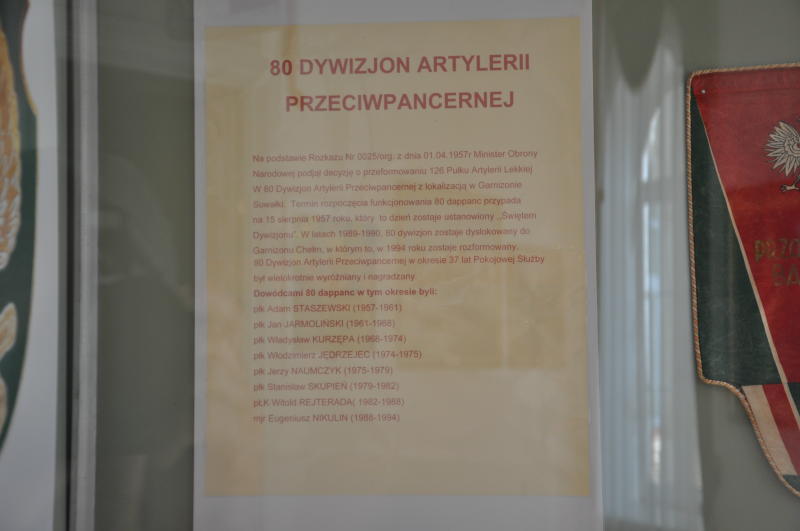 80 DYWIZJON ARTYLERII
PRZECIWPANCERNEJ
Na podstawie Rozkazu Nr 0025/org. z dnia 01.04.1957r Minister Obrony
Narodowej podjął decyzję o przeformowaniu 126 Pułku Artylerii Lekkiej
W 80 Dywizjon Artylerii Przeciwpancernej z lokalizacją w Garnizonie
Suwałki. Termin rozpoczęcia funkcjonowania 80 dappanc przypada
na 15 sierpnia 1957 roku, który to dzień zostaje ustanowiony ,,Świętem
Dywizjonu". W latach 1989-1990, 80 dywizjon zostaje dyslokowany do
Garnizonu Chełm, w którym to, w 1994 roku zostaje rozformowany.
80 Dywizjon Artylerii Przeciwpancernej w okresie 37 lat Pokojowej Służby
był wielokrotnie wyróżniany i nagradzany.
Dowódcami 80 dappanc w tym okresie byli:
płk Adam STASZEWSKI (1957-1961)
płk Jan JARMOLIŃSKI (1961-1968)
płk Władysław KURZĘPA (1968-1974)
płk Włodzimierz JĘDRZEJEC (1974-1975)
płk Jerzy NAUMCZYK (1975-1979)
płk Stanisław SKUPIEŃ (1979-1982)
pŁK Witold REJTERADA( 1982-1988)
mjr Eugeniusz NIKULIN (1988-1994)